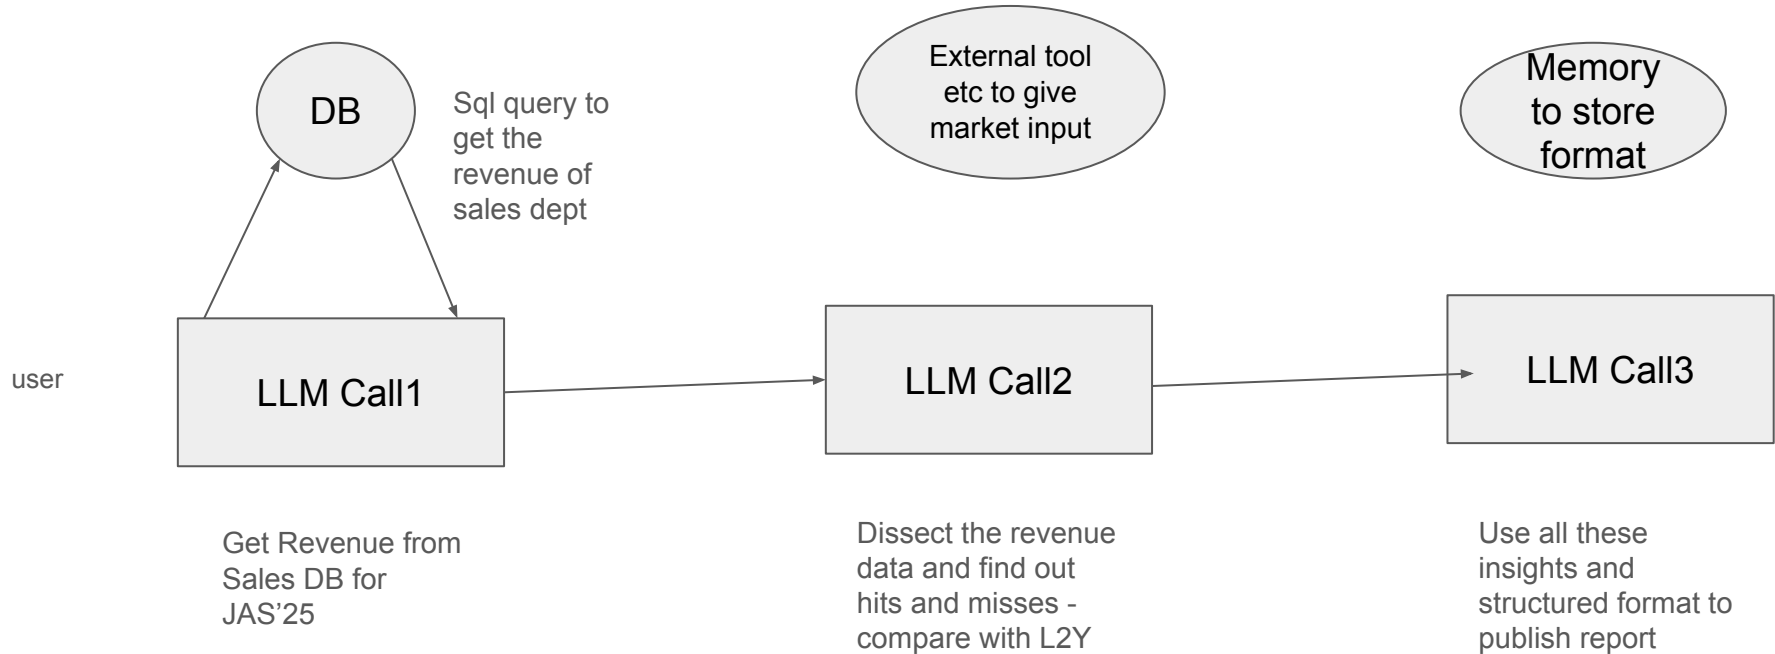 DB
Sql query to
get the
revenue of
sales dept
External tool
etc to give
market input
Memory
to store
format
user
LLM Call1
LLM Call2
LLM Call3
Get Revenue from
Sales DB for
JAS’25
Dissect the revenue
data and find out
hits and misses -
compare with L2Y
Use all these
insights and
structured format to
publish report